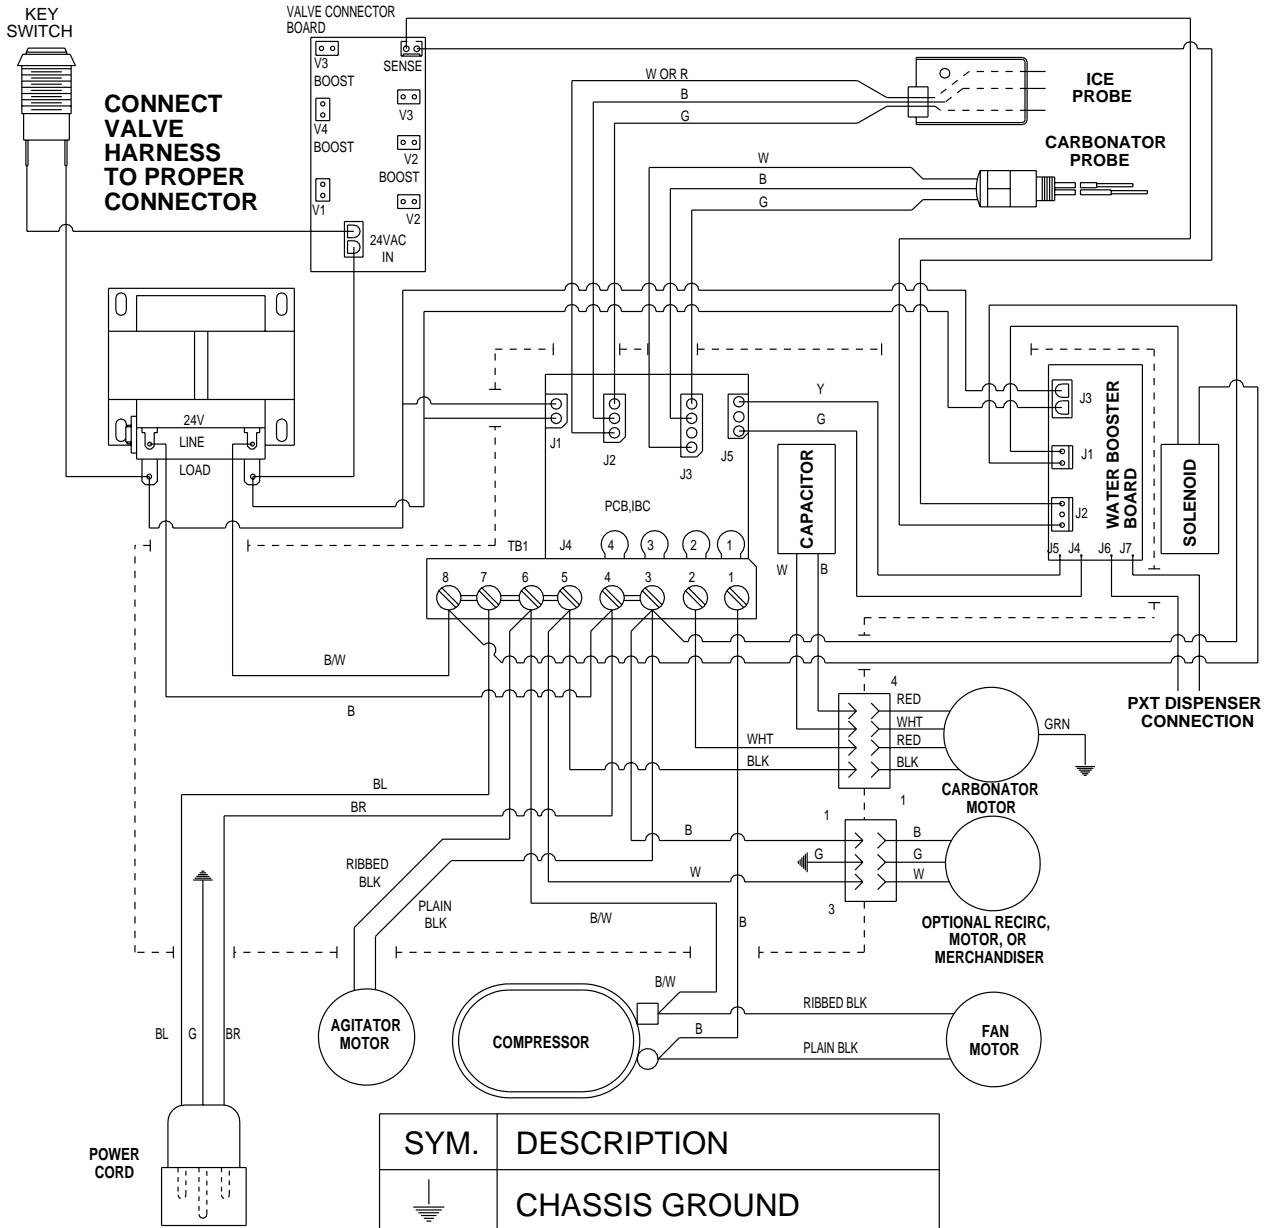 KEY
SWITCH
VALVE CONNECTOR
BOARD
V3
BOOST
SENSE
V4
BOOST
V3
V2
BOOST
V1
V2
24VAC
IN
CONNECT
VALVE
HARNESS
TO PROPER
CONNECTOR
W OR R
B
G
ICE
PROBE
CARBONATOR
PROBE
W
B
G
24V
LINE
LOAD
J1
J2
J3
J5
Y
G
PCB,IBC
CAPACITOR
W
B
J3
J1
J2
J5
J4
J6
J7
WATER BOOSTER
BOARD
SOLENOID
TB1
J4
4
3
2
1
8
7
6
5
4
3
2
1
B/W
B
PXT DISPENSER
CONNECTION
4
RED
WHT
RED
BLK
WHT
BLK
GRN
CARBONATOR
MOTOR
1
BL
BR
1
B
G
W
B
G
W
3
OPTIONAL RECIRC,
MOTOR, OR
MERCHANDISER
RIBBED
BLK
PLAIN
BLK
B/W
B
B/W
B
AGITATOR
MOTOR
COMPRESSOR
RIBBED BLK
PLAIN BLK
FAN
MOTOR
BL
G
BR
POWER
CORD
SYM. DESCRIPTION
CHASSIS GROUND